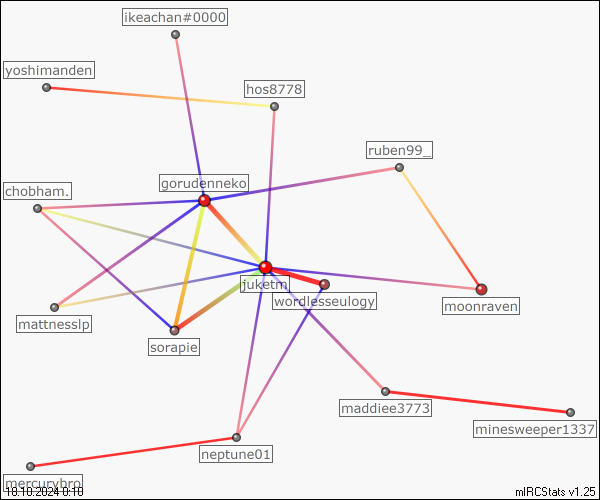 ikeachan#0000
yoshimanden
hos8778
ruben99_
gorudenneko
chobham.
juketm
wordlesseulogy
moonraven
mattnesslp
sorapie
maddiee3773
minesweeper1337
neptune01
mercurybro
10.10.2024 0:10
mIRCStats v1.25